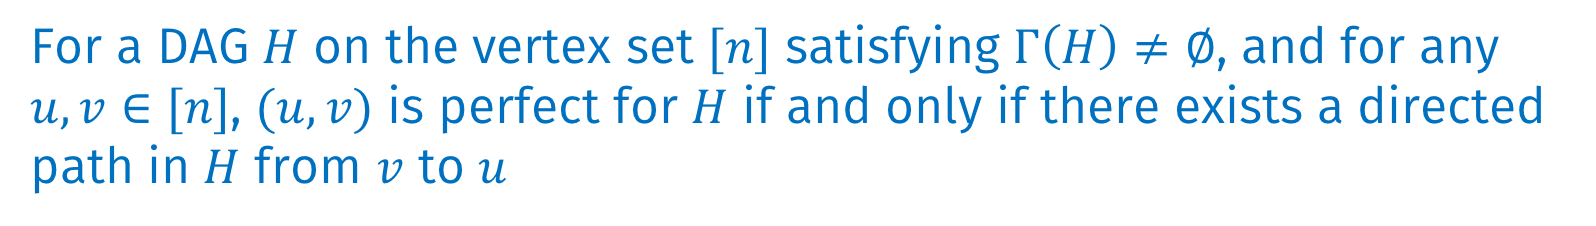 For a DAG 𝐻 on the vertex set [𝑛] satisfying Γ(𝐻) ≠ ∅, and for any
𝑢, 𝑣 ∈ [𝑛], (𝑢, 𝑣) is perfect for 𝐻 if and only if there exists a directed
path in 𝐻 from 𝑣 to 𝑢